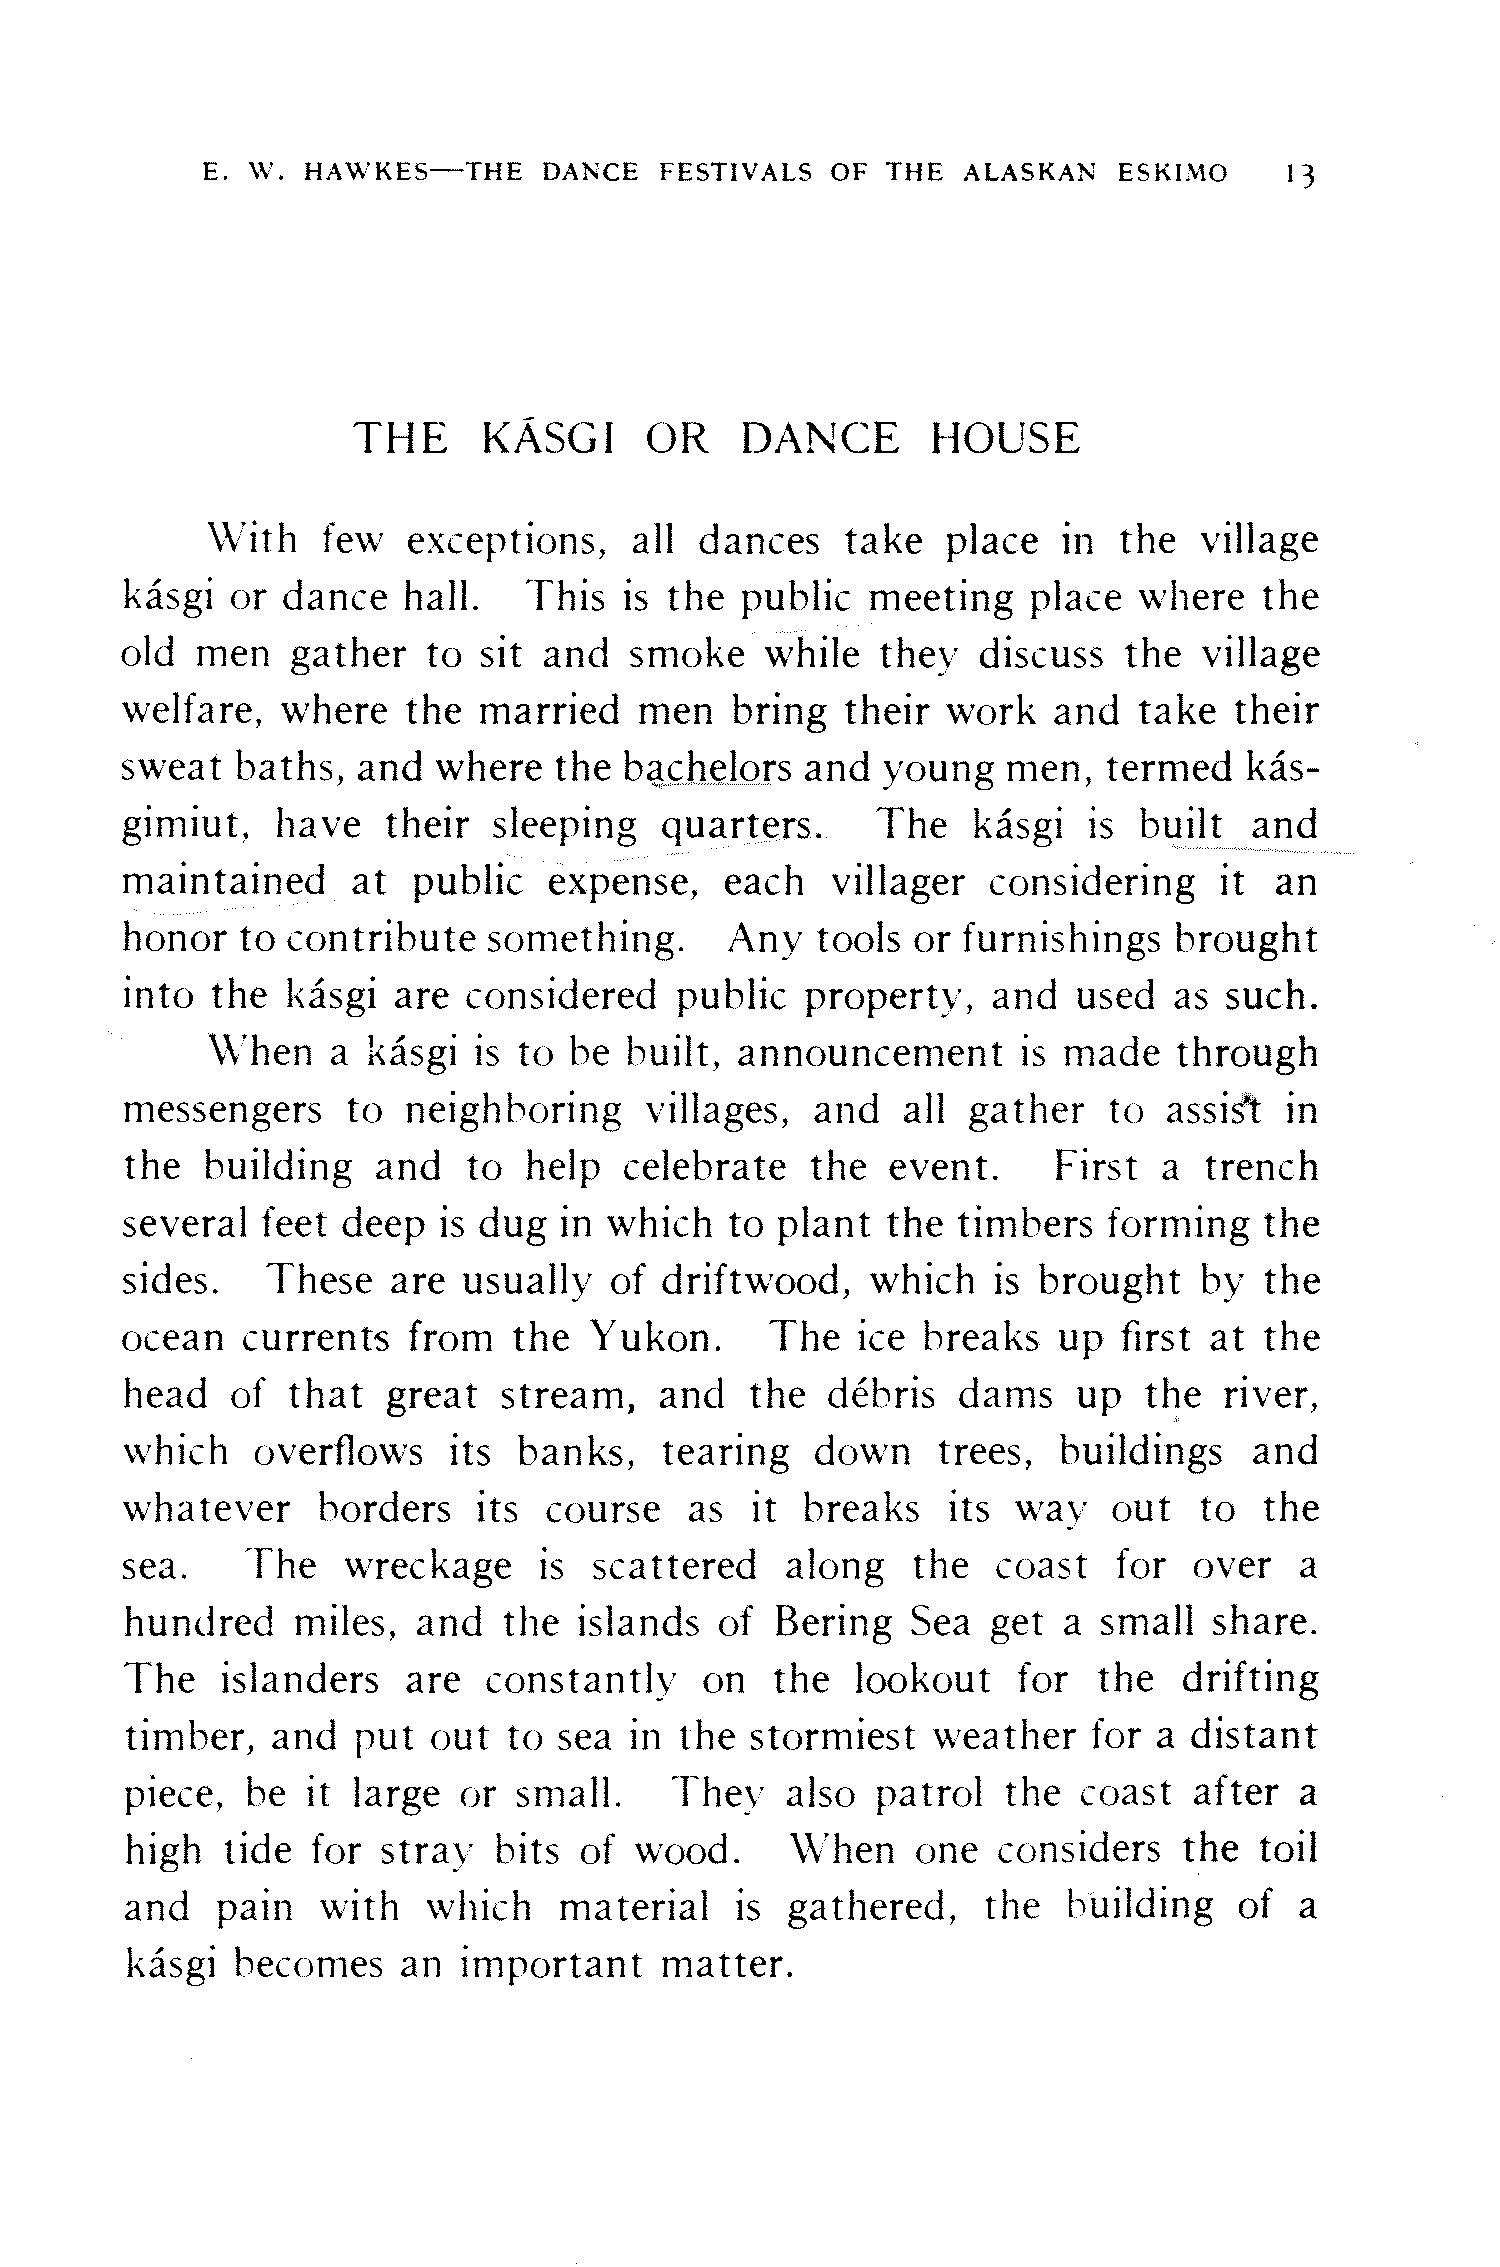 E. W. HAWKES—THE DANCE FESTIVALS OF THE ALASKAN ESKIMO 13
THE KÁSGI OR DANCE HOUSE
With few exceptions, all dances take place in the village
kásgi or dance hall. This is the public meeting place where the
old men gather to sit and smoke while they discuss the village
welfare, where the married men bring their work and take their
sweat baths, and where the bachelors and young men, termed kás-
gimiut, have their sleeping quarters. The kásgi is built and
maintained at public expense, each villager considering it an
honor to contribute something. Any tools or furnishings brought
into the kásgi are considered public property, and used as such.
When a kásgi is to be built, announcement is made through
messengers to neighboring villages, and all gather to assist in
the building and to help celebrate the event. First a trench
several feet deep is dug in which to plant the timbers forming the
sides. These are usually of driftwood, which is brought by the
ocean currents from the Yukon. The ice breaks up first at the
head of that great stream, and the débris dams up the river,
which overflows its banks, tearing down trees, buildings and
whatever borders its course as it breaks its way out to the
sea. The wreckage is scattered along the coast for over a
hundred miles, and the islands of Bering Sea get a small share.
The islanders are constantly on the lookout for the drifting
timber, and put out to sea in the stormiest weather for a distant
piece, be it large or small. They also patrol the coast after a
high tide for stray bits of wood. When one considers the toil
and pain with which material is gathered, the building of a
kásgi becomes an important matter.